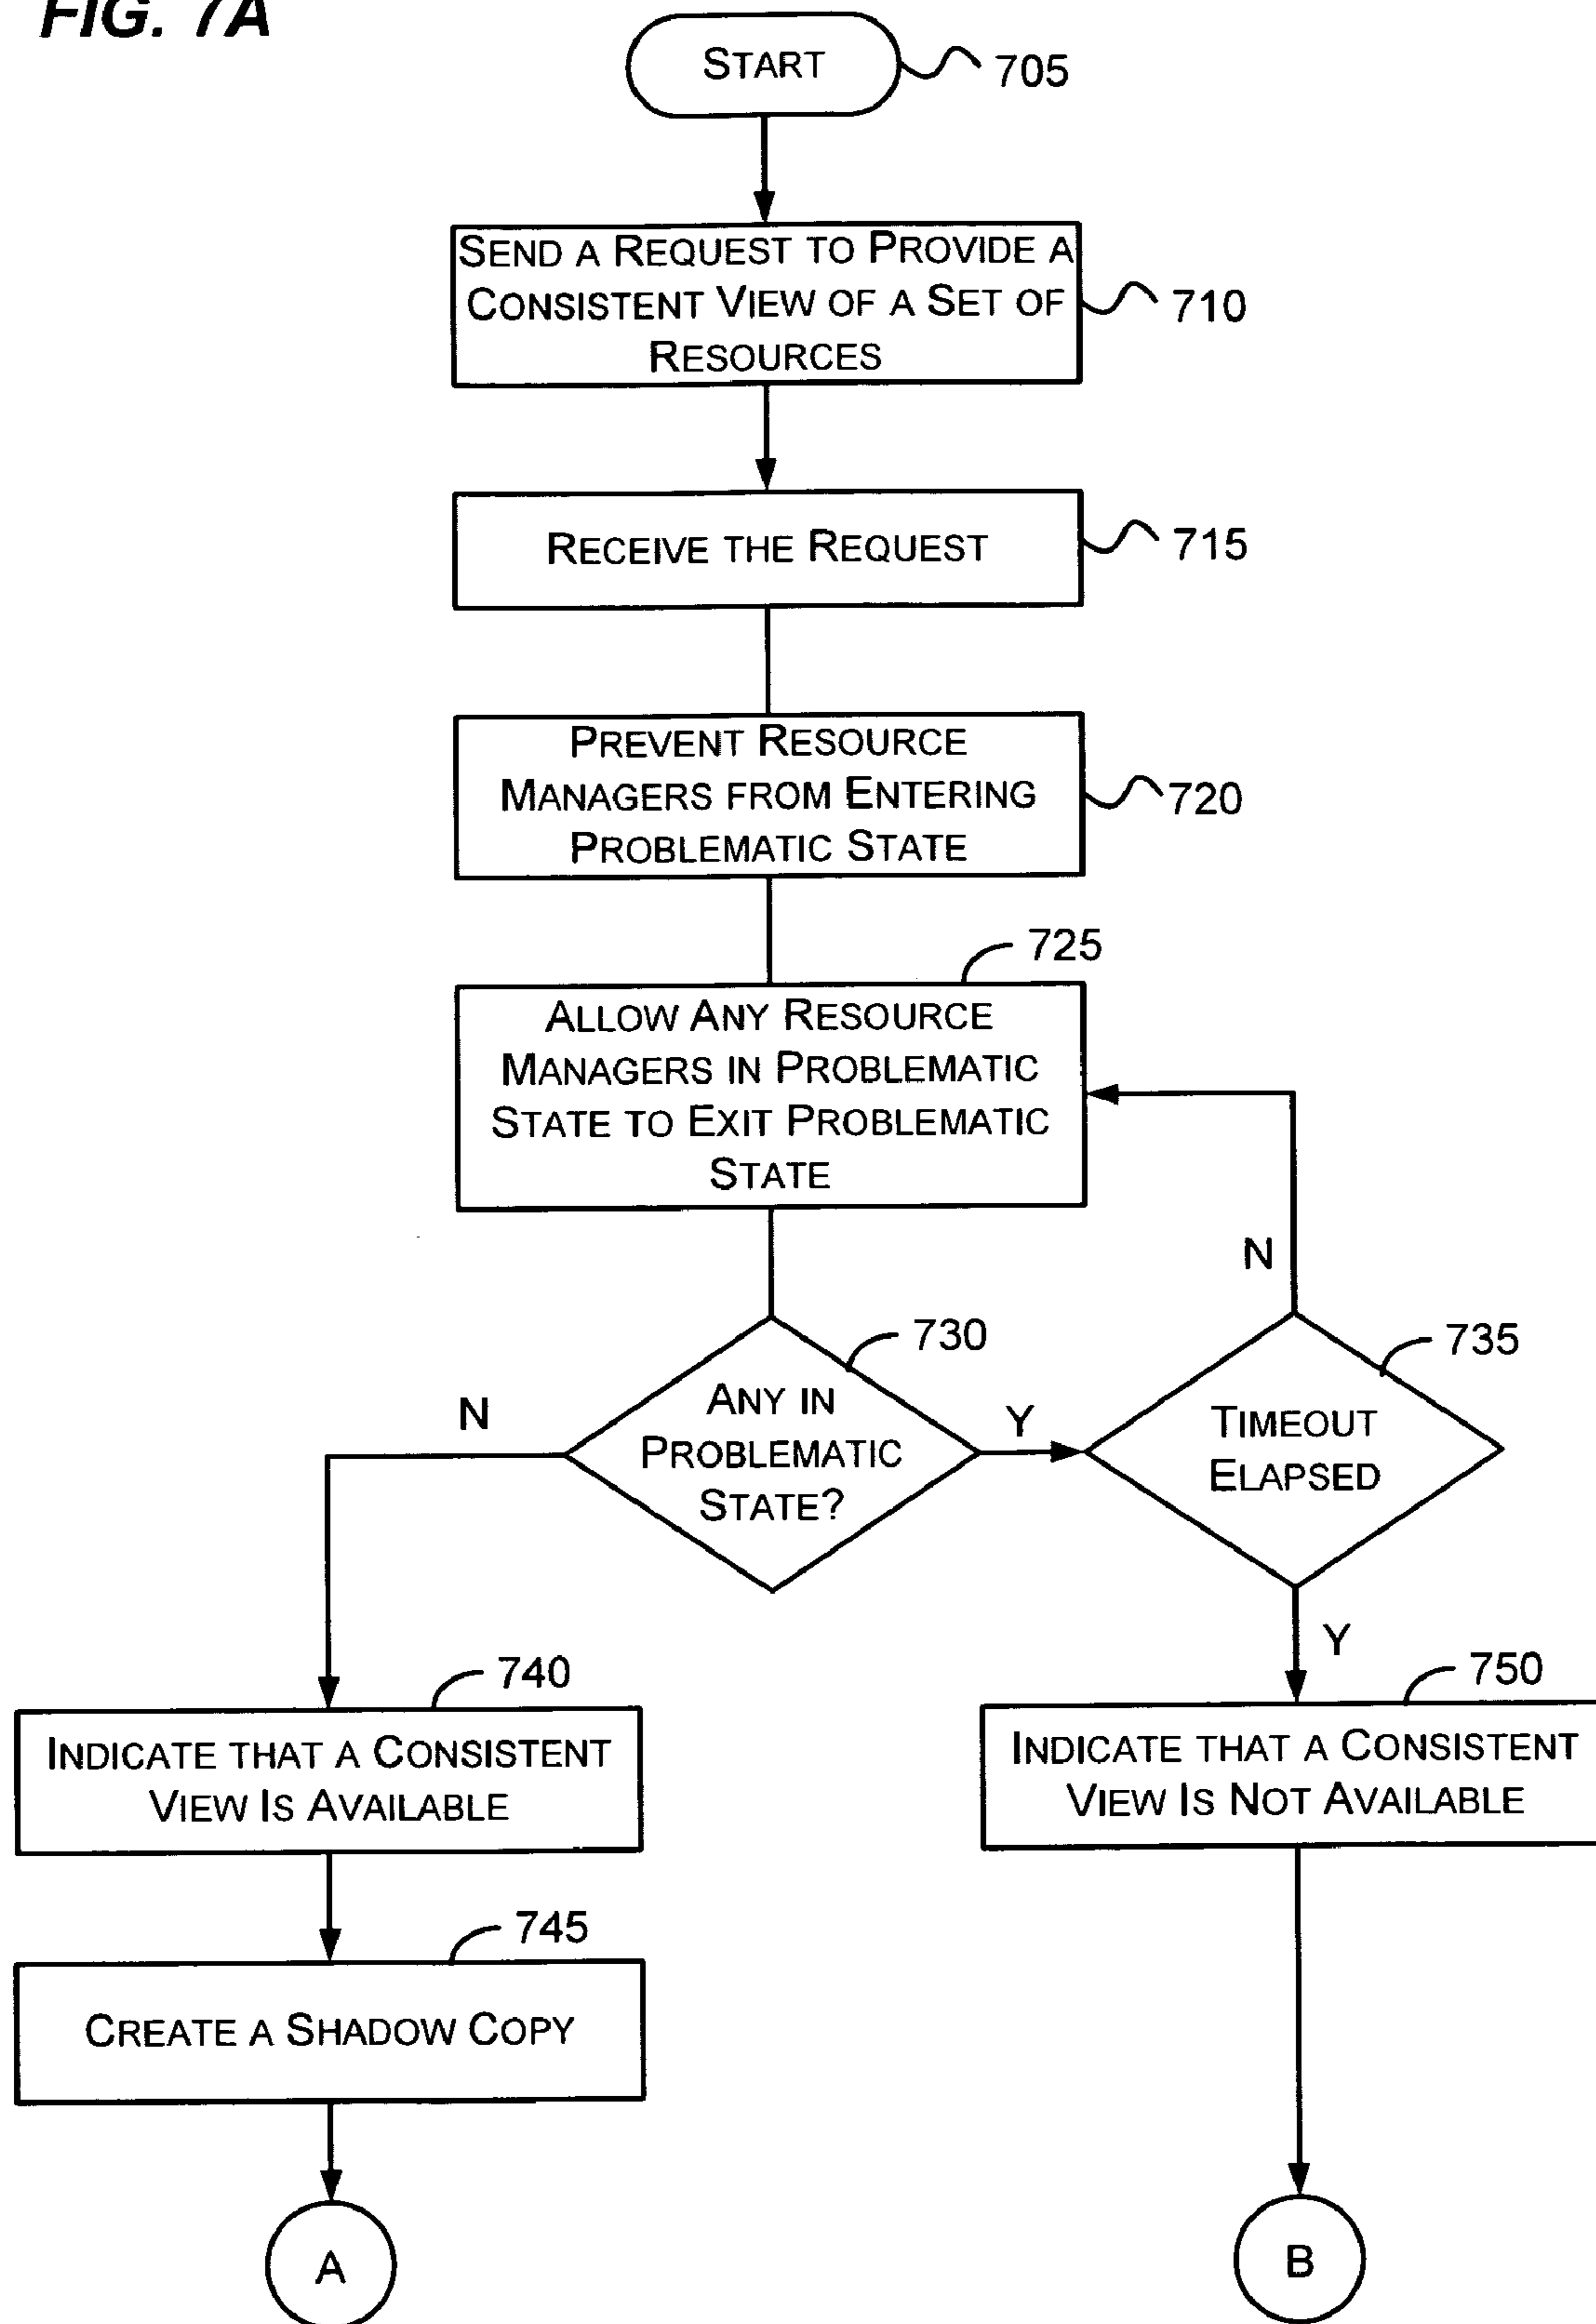 FIG. 7A
START
705
SEND A REQUEST TO PROVIDE A
CONSISTENT VIEW OF A SET OF
RESOURCES
710
RECEIVE THE REQUEST
715
PREVENT RESOURCE
MANAGERS FROM ENTERING
PROBLEMATIC STATE
720
725
ALLOW ANY RESOURCE
MANAGERS IN PROBLEMATIC
STATE TO EXIT PROBLEMATIC
STATE
N
730
735
N
ANY IN
PROBLEMATIC
STATE?
Y
TIMEOUT
ELAPSED
Y
740
750
INDICATE THAT A CONSISTENT
VIEW IS AVAILABLE
INDICATE THAT A CONSISTENT
VIEW IS NOT AVAILABLE
745
CREATE A SHADOW COPY
A
B